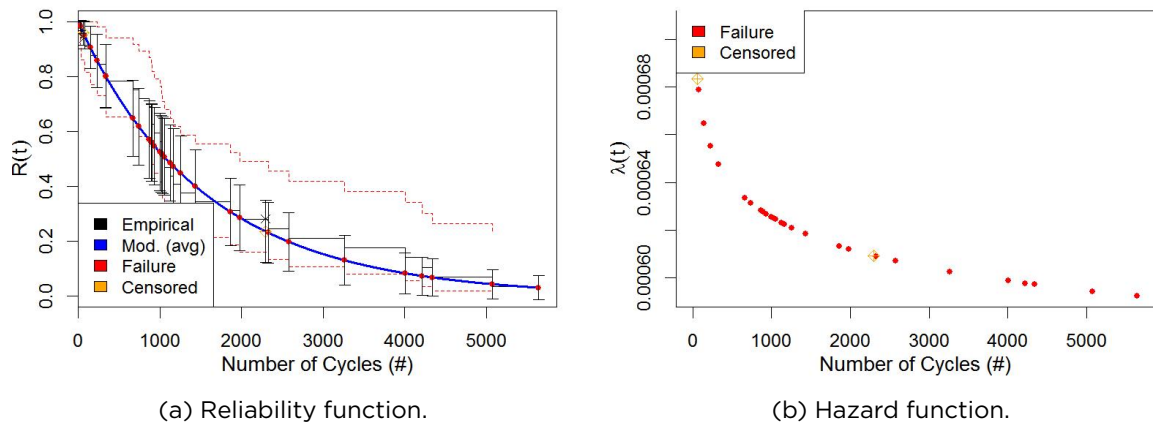 1.0
0.8
0.6
0.4
0.2
0.0
R(t)
Empirical
Mod. (avg)
Failure
Censored
0 1000 2000 3000 4000 5000
Number of Cycles (#)
(a) Reliability function.
Failure
Censored
0.00068
0.00064
0.00060
λ(t)
0 1000 2000 3000 4000 5000
Number of Cycles (#)
(b) Hazard function.